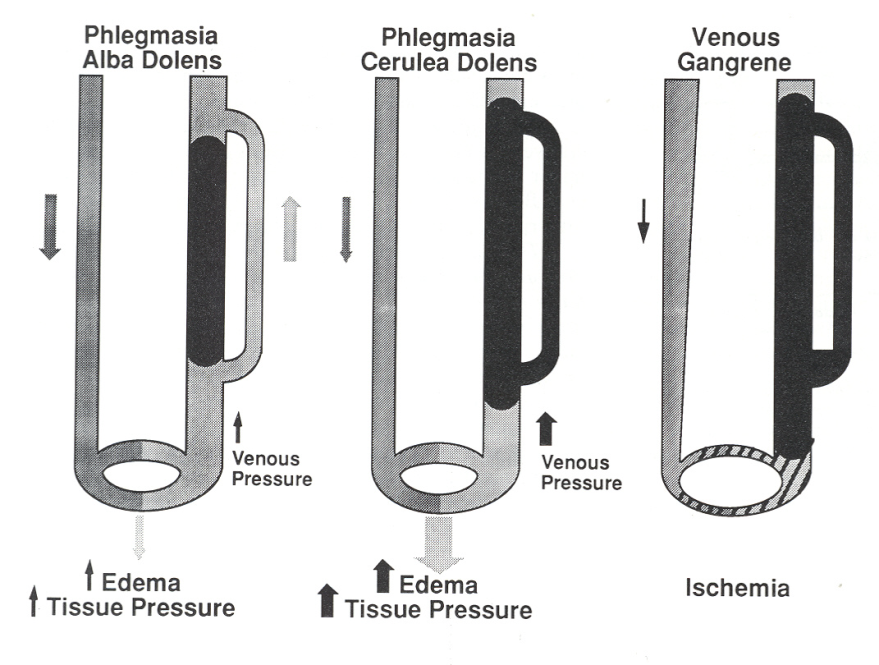 Phlegmasia
Alba Dolens
Phlegmasia
Cerulea Dolens
Venous
Gangrene
Venous
Pressure
Venous
Pressure
Edema
Tissue Pressure
Edema
Tissue Pressure
Ischemia